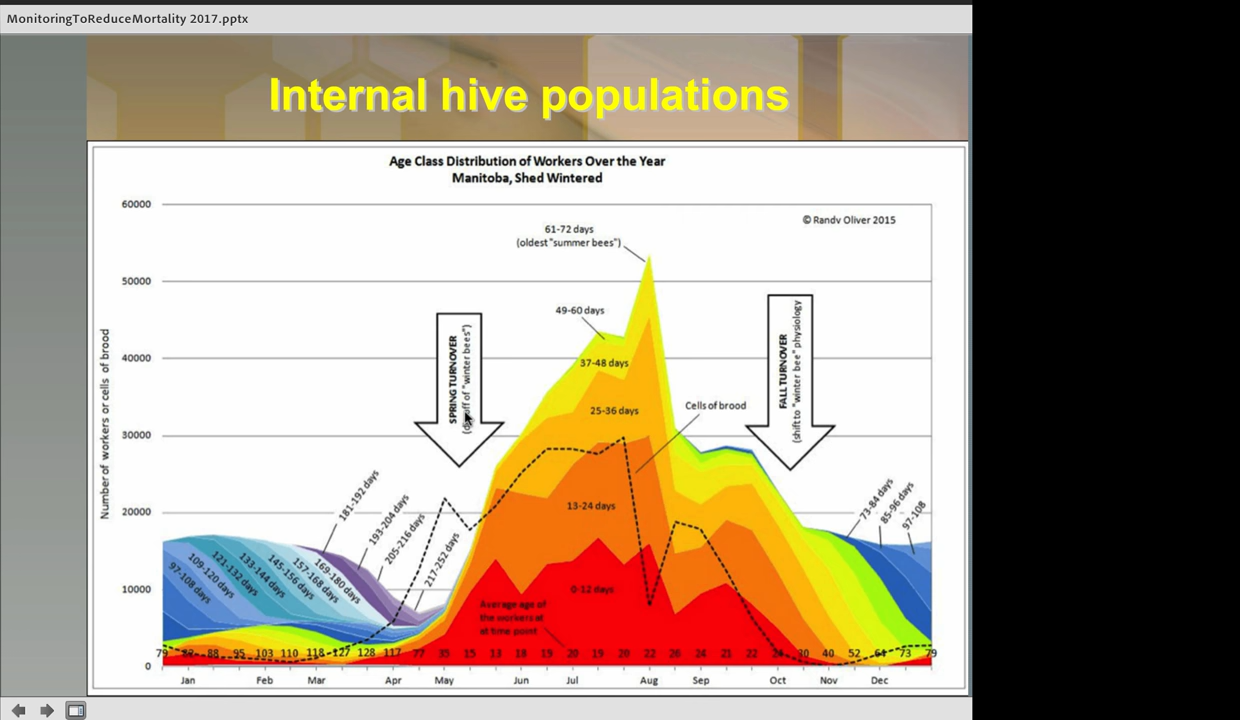 MonitoringToReduceMortality 2017.pptx
Internal hive populations
Age Class Distribution of Workers Over the Year
Manitoba, Shed Wintered
© Randy Oliver 2015
60000
50000
40000
30000
20000
10000
0
Number of workers or cells of brood
61-72 days
(oldest "summer bees")
49-60 days
37-48 days
25-36 days
13-24 days
0-12 days
Cells of brood
SPRING TURNOVER
of "winter bees")
FALL TURNOVER
(shift to "winter bee" physiology
97-108 days
109-120 days
121-132 days
133-144 days
145-156 days
157-168 days
169-180 days
181-192 days
193-204 days
205-216 days
217-252 days
73-84 days
85-96 days
97-108
Average age of
the workers at
at time point
79 88 95 103 110 118 127 128 117 77 35 15 13 18 19 20 19 20 22 26 24 21 22 30 40 52 64 73 79
Jan Feb Mar Apr May Jun Jul Aug Sep Oct Nov Dec